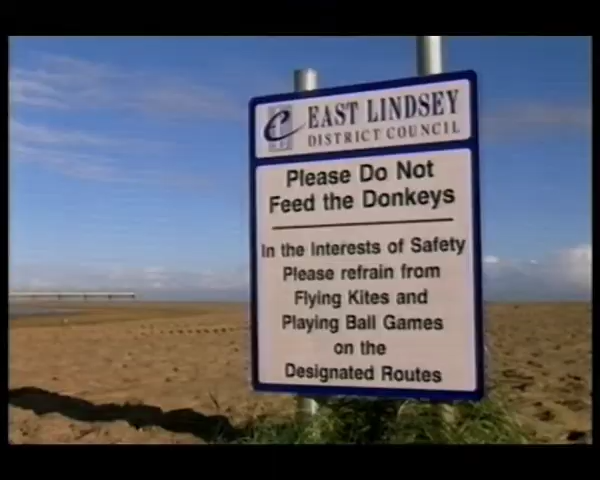 EAST LINDSEY
DISTRICT COUNCIL
Please Do Not
Feed the Donkeys
In the Interests of Safety
Please refrain from
Flying Kites and
Playing Ball Games
on the
Designated Routes